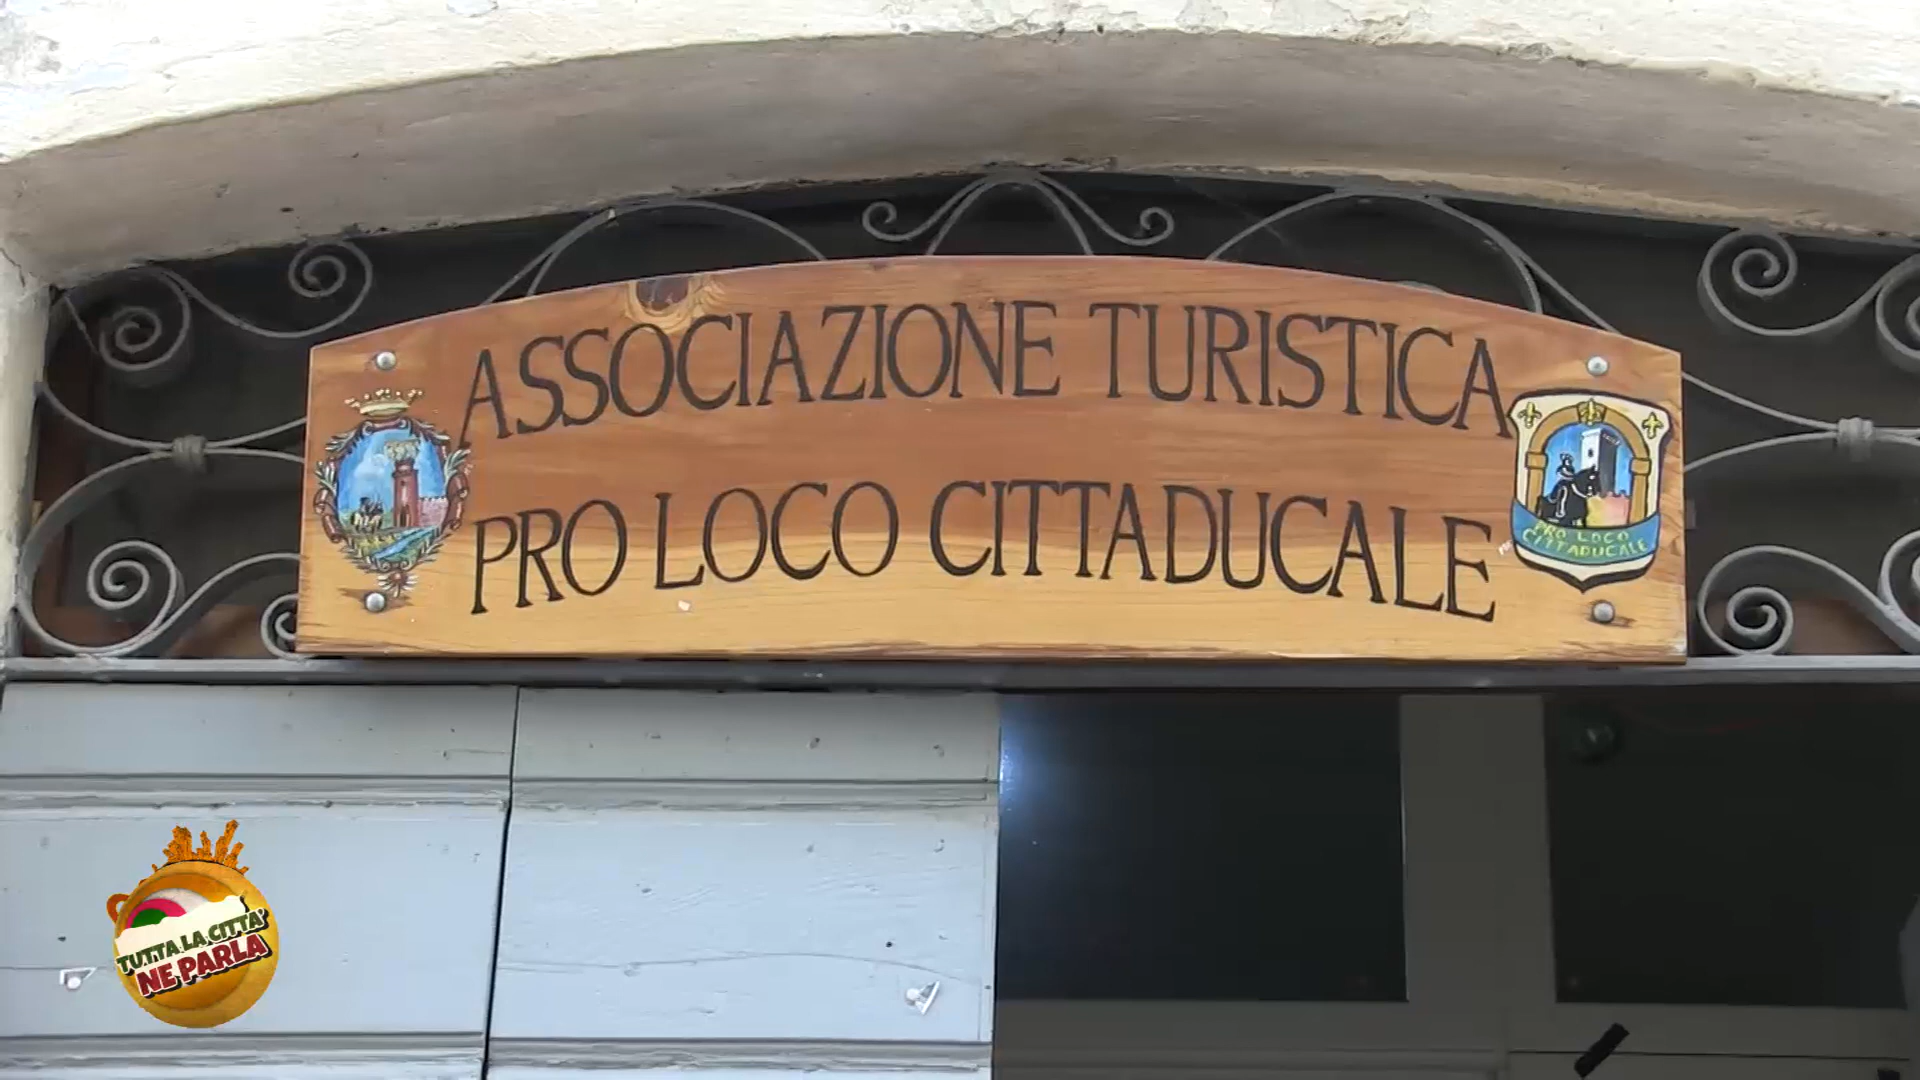 ASSOCIAZIONE TURISTICA
PRO LOCO CITTADUCALE
PRO LOCO
CITTADUCALE
TUTTA LA CITTA'
NE PARLA